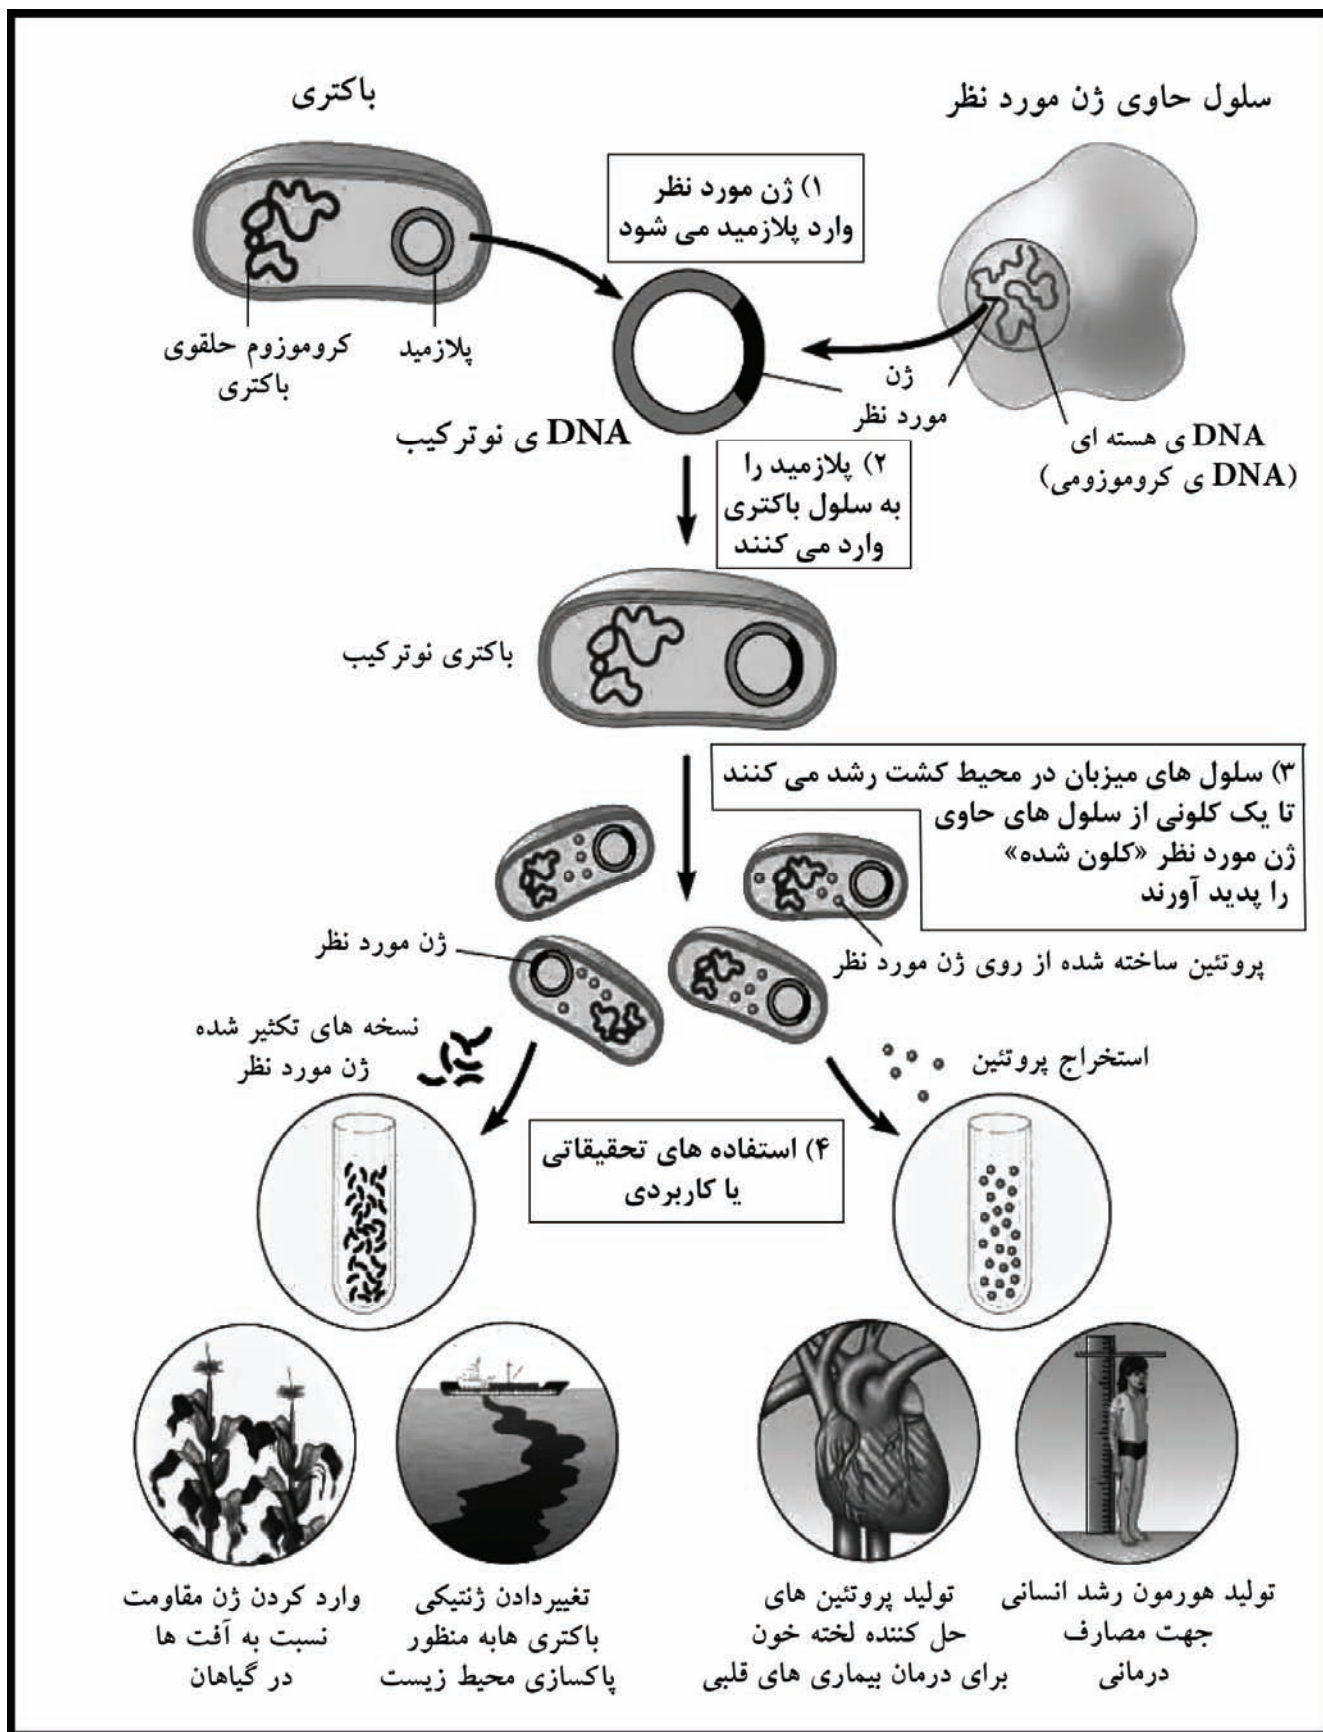 باکتری
سلول حاوی ژن مورد نظر
۱) ژن مورد نظر
وارد پلازمید می شود
کروموزوم حلقوی
باکتری
پلازمید
ژن
مورد نظر
DNA ی نوترکیب
DNA ی هسته ای
(DNA ی کروموزومی)
۲) پلازمید را
به سلول باکتری
وارد می کنند
باکتری نوترکیب
۳) سلول های میزبان در محیط کشت رشد می کنند
تا یک کلونی از سلول های حاوی
ژن مورد نظر «کلون شده»
را پدید آورند
ژن مورد نظر
پروتئین ساخته شده از روی ژن مورد نظر
نسخه های تکثیر شده
ژن مورد نظر
استخراج پروتئین
۴) استفاده های تحقیقاتی
یا کاربردی
تولید هورمون رشد انسانی
جهت مصارف
درمانی
تولید پروتئین های
حل کننده لخته خون
برای درمان بیماری های قلبی
تغییردادن ژنتیکی
باکتری هابه منظور
پاکسازی محیط زیست
وارد کردن ژن مقاومت
نسبت به آفت ها
در گیاهان